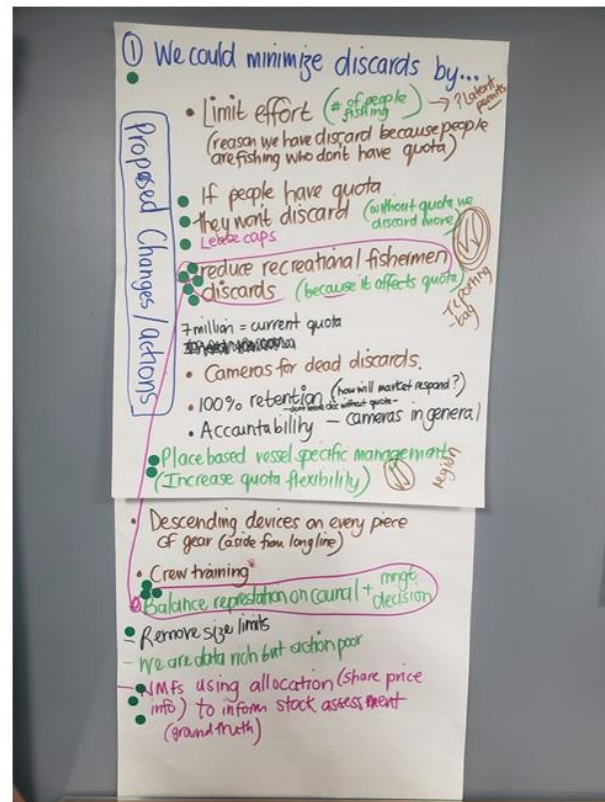 ① We could minimize discards by...
Proposed Changes/actions
• Limit effort (# of people fishing) → ? Latent permits
(reason we have discard because people
are fishing who dont have quota)
If people have quota
they won't discard (without quota we discard more)
Lease caps
reduce recreational fishermen
discards (because it affects quota)
reporting
- bag
7 million = current quota
• Cameras for dead discards.
• 100% retention (how will market respond?)
without quota -
• Accountability – cameras in general
Place based vessel specific management
(Increase quota flexibility)
region
• Descending devices on every piece
of gear (aside from longline)
• Crew training
Balance represtation on council + mngt decision
- Remove size limits
- We are data rich but action poor
- NMFs using allocation (share price
info) to inform stock assessment
(ground truth)